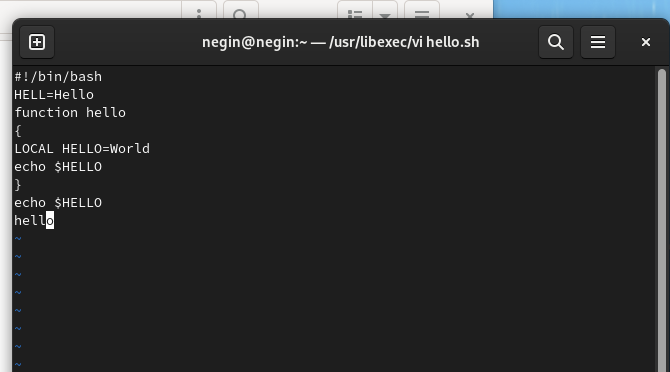 negin@negin:~ — /usr/libexec/vi hello.sh
#!/bin/bash
HELL=Hello
function hello
{
LOCAL HELLO=World
echo $HELLO
}
echo $HELLO
hello
~
~
~
~
~
~
~
~